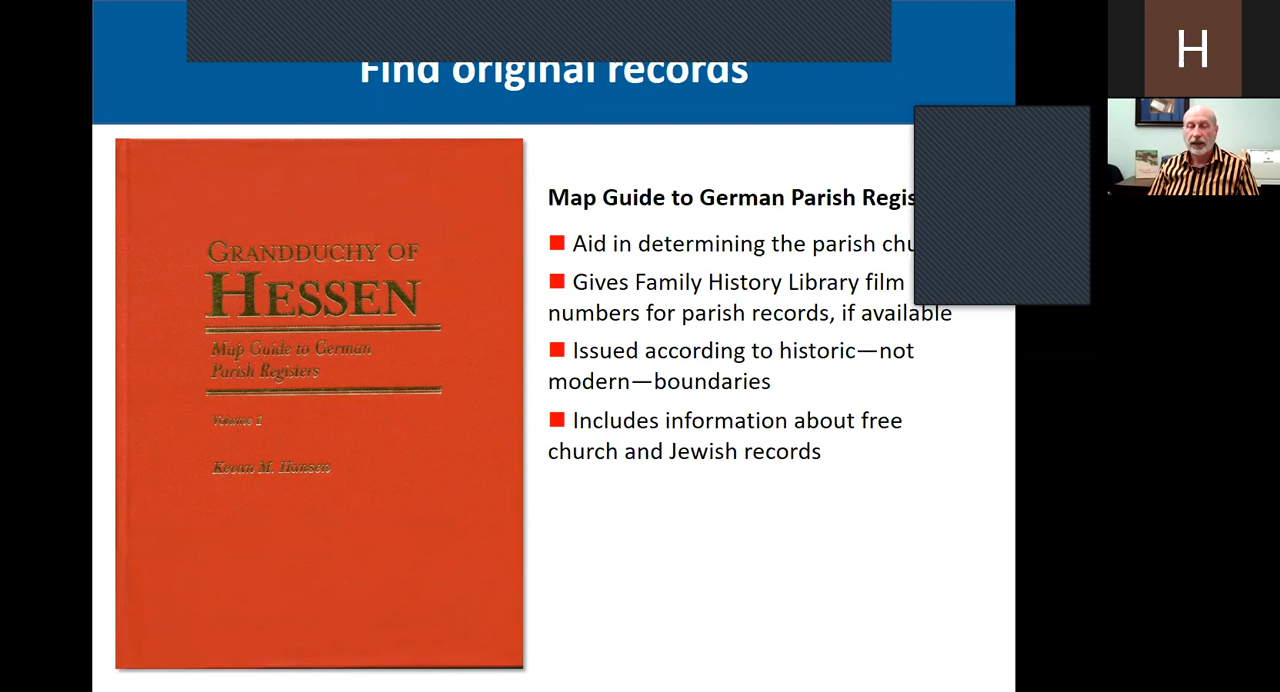 Find original records
H
GRANDDUCHY OF
HESSEN
Map Guide to German
Parish Registers
Volume 1
Kevan M. Hansen
Map Guide to German Parish Regis
■ Aid in determining the parish chu
■ Gives Family History Library film
numbers for parish records, if available
■ Issued according to historic—not
modern—boundaries
■ Includes information about free
church and Jewish records